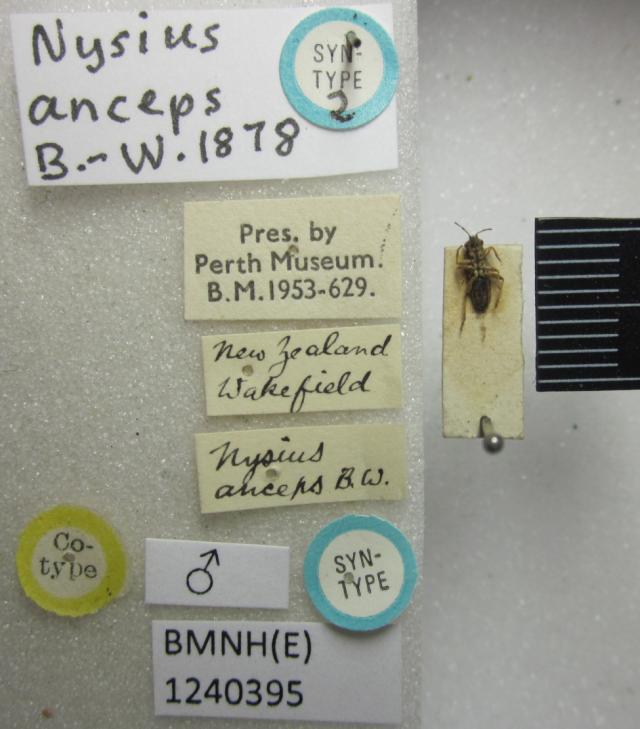 Nysius
anceps
B.-W. 1878
SYN-
TYPE
2
Pres. by
Perth Museum.
B.M.1953-629.
New Zealand
Wakefield
Nysius
anceps B.W.
Co-
type
♂
SYN-
TYPE
BMNH(E)
1240395